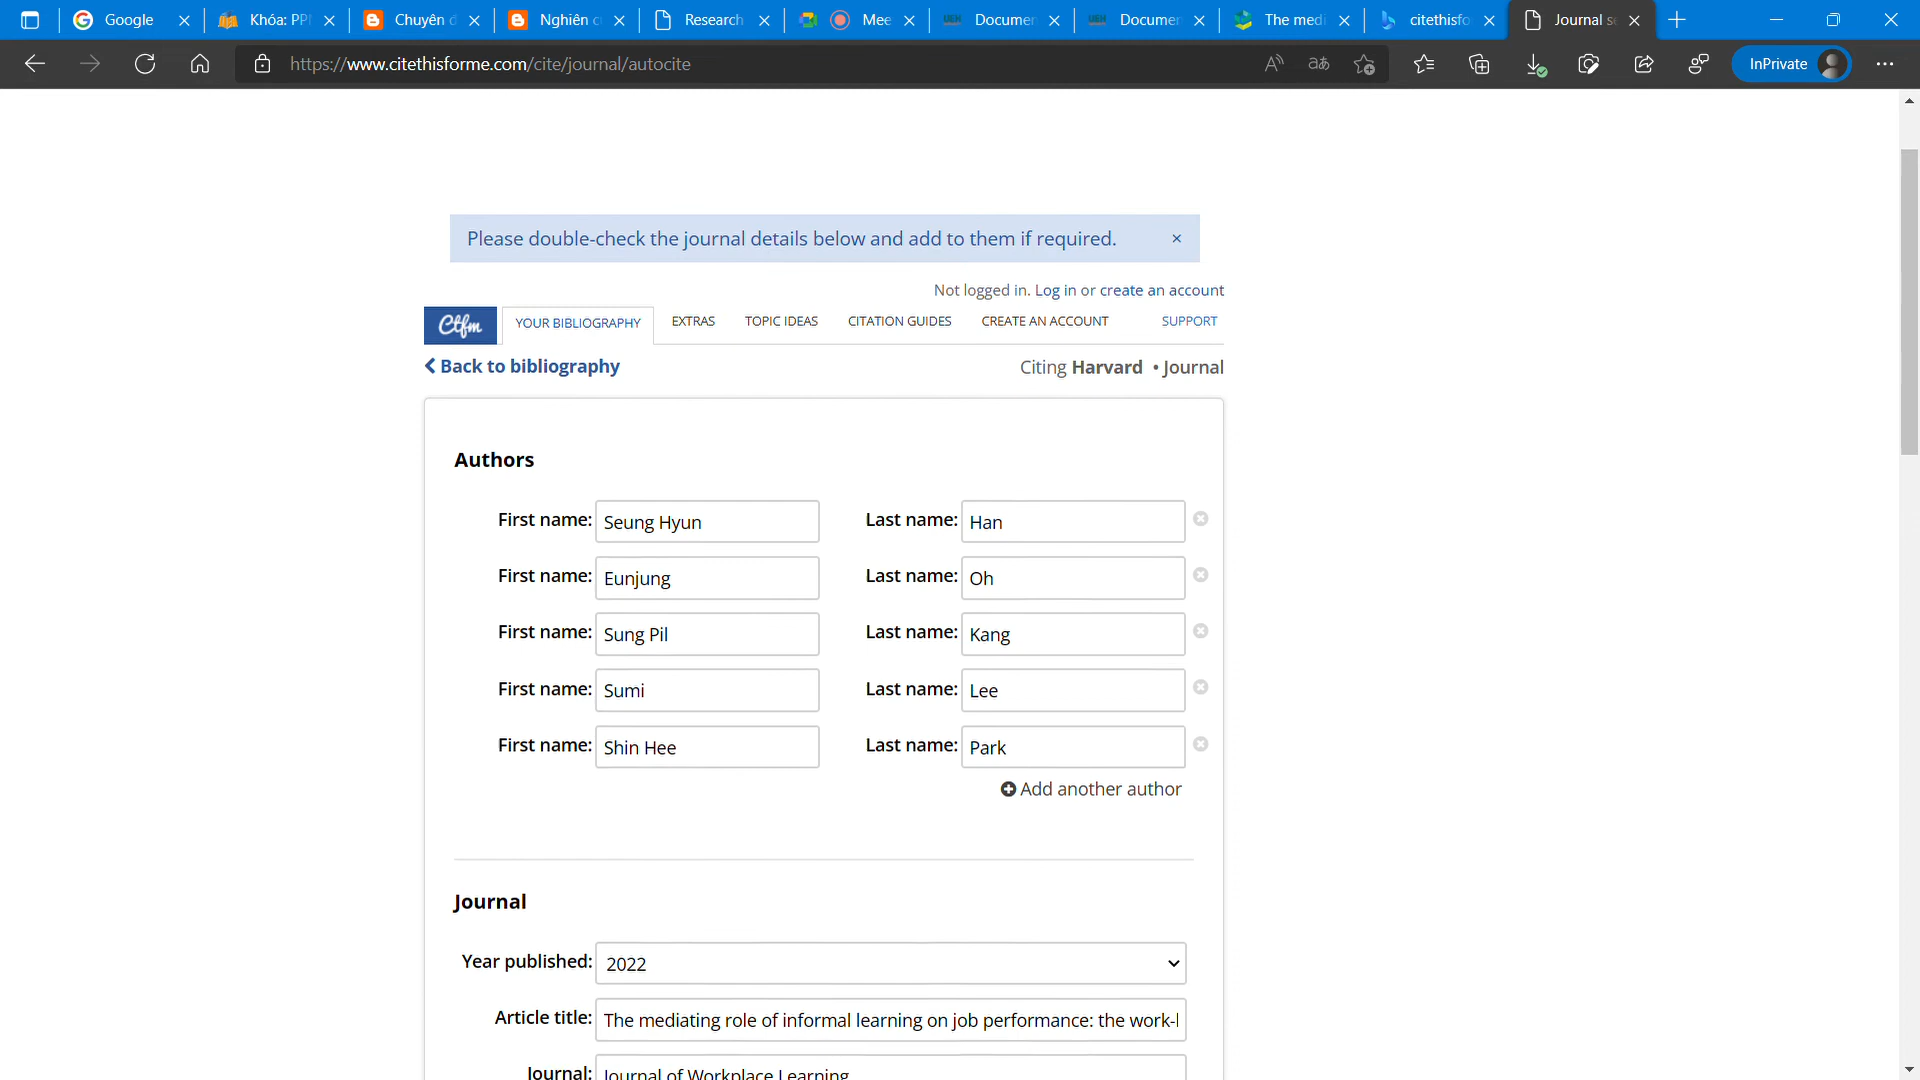 Google
Khóa: PP
Chuyên đ
Nghiên c
Research
Mee
Documen
Documen
The medi
citethisfo
Journal s
https://www.citethisforme.com/cite/journal/autocite
InPrivate
Please double-check the journal details below and add to them if required.
Not logged in. Log in or create an account
Ctfm
YOUR BIBLIOGRAPHY
EXTRAS
TOPIC IDEAS
CITATION GUIDES
CREATE AN ACCOUNT
SUPPORT
Back to bibliography
Citing Harvard • Journal
Authors
First name: Seung Hyun Last name: Han
First name: Eunjung Last name: Oh
First name: Sung Pil Last name: Kang
First name: Sumi Last name: Lee
First name: Shin Hee Last name: Park
Add another author
Journal
Year published: 2022
Article title: The mediating role of informal learning on job performance: the work-l
Journal: Journal of Workplace Learning